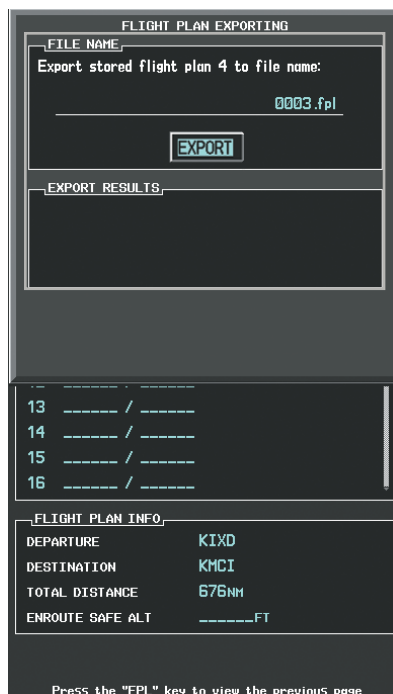 FLIGHT PLAN EXPORTING
FILE NAME
Export stored flight plan 4 to file name:
0003.fpl
EXPORT
EXPORT RESULTS
13 ______ / ______
14 ______ / ______
15 ______ / ______
16 ______ / ______
FLIGHT PLAN INFO
DEPARTURE KIXD
DESTINATION KMCI
TOTAL DISTANCE 676NM
ENROUTE SAFE ALT ______FT
Press the "FPL" key to view the previous page